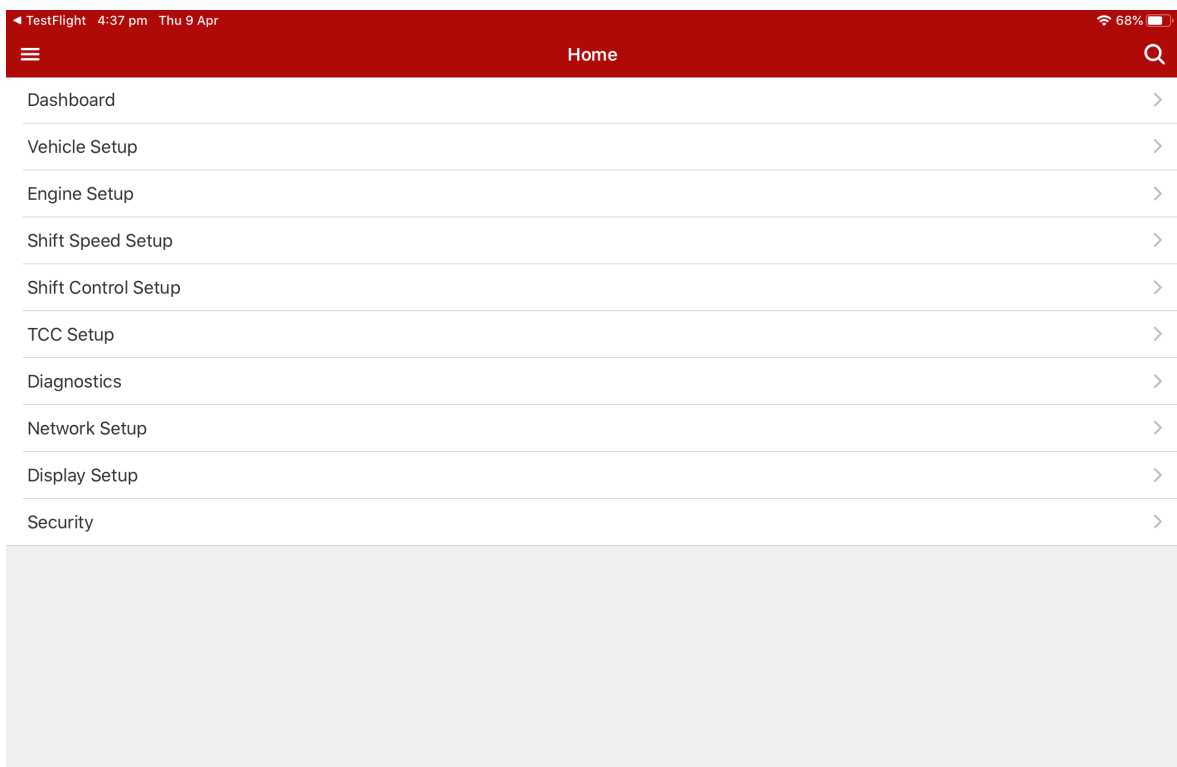 ◀ TestFlight 4:37 pm Thu 9 Apr 68%
Home
Dashboard
Vehicle Setup
Engine Setup
Shift Speed Setup
Shift Control Setup
TCC Setup
Diagnostics
Network Setup
Display Setup
Security